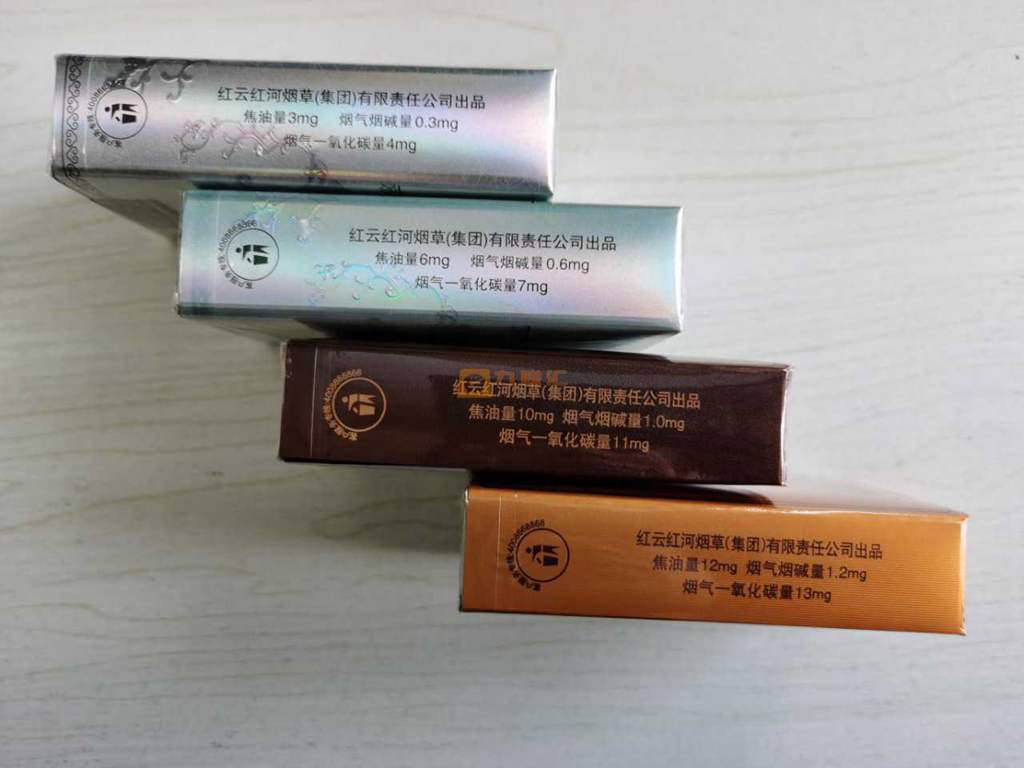 红云红河烟草(集团)有限责任公司出品
焦油量3mg 烟气烟碱量0.3mg
烟气一氧化碳量4mg
客户服务专线:4008868866
红云红河烟草(集团)有限责任公司出品
焦油量6mg 烟气烟碱量0.6mg
烟气一氧化碳量7mg
红云红河烟草(集团)有限责任公司出品
焦油量10mg 烟气烟碱量1.0mg
烟气一氧化碳量11mg
红云红河烟草(集团)有限责任公司出品
焦油量12mg 烟气烟碱量1.2mg
烟气一氧化碳量13mg